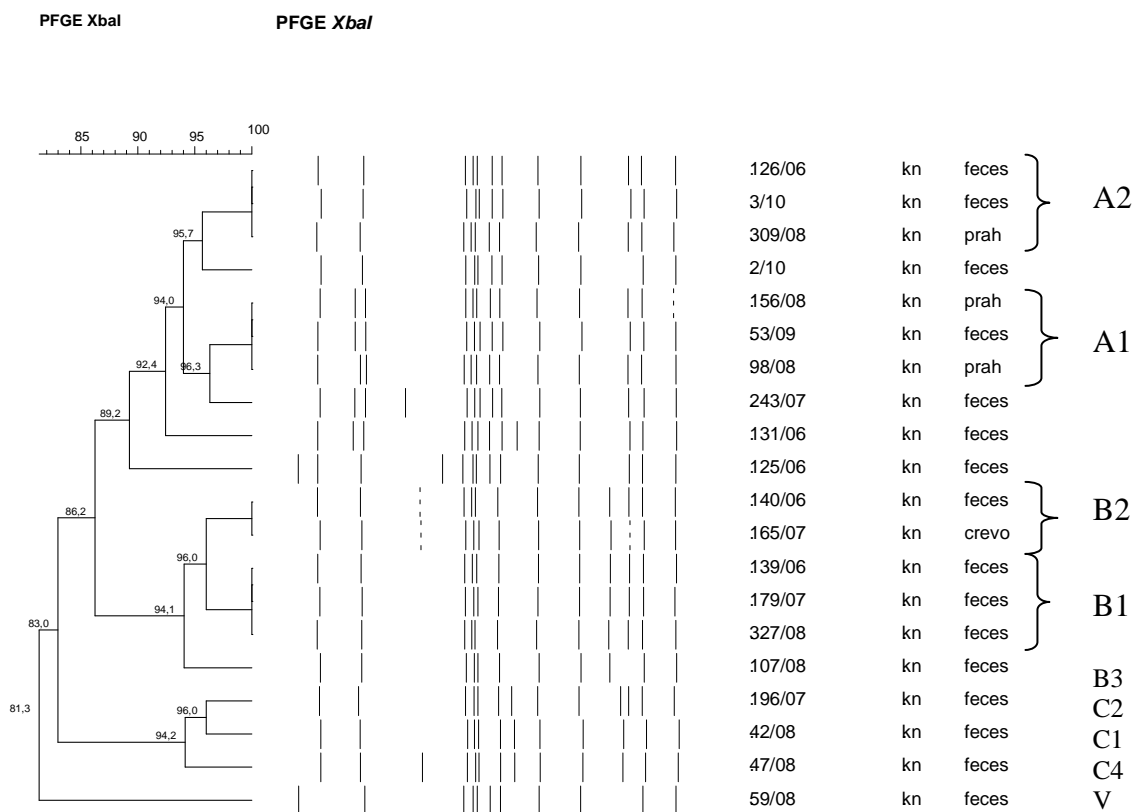 PFGE XbaI PFGE XbaI
85 90 95 100
126/06 kn feces
3/10 kn feces A2
309/08 kn prah
95,7
2/10 kn feces
156/08 kn prah
94,0
53/09 kn feces A1
98/08 kn prah
92,4 96,3
243/07 kn feces
89,2
131/06 kn feces
125/06 kn feces
140/06 kn feces B2
86,2
165/07 kn crevo
96,0
139/06 kn feces
179/07 kn feces B1
94,1
83,0
327/08 kn feces
107/08 kn feces B3
81,3
196/07 kn feces C2
96,0
42/08 kn feces C1
94,2
47/08 kn feces C4
59/08 kn feces V